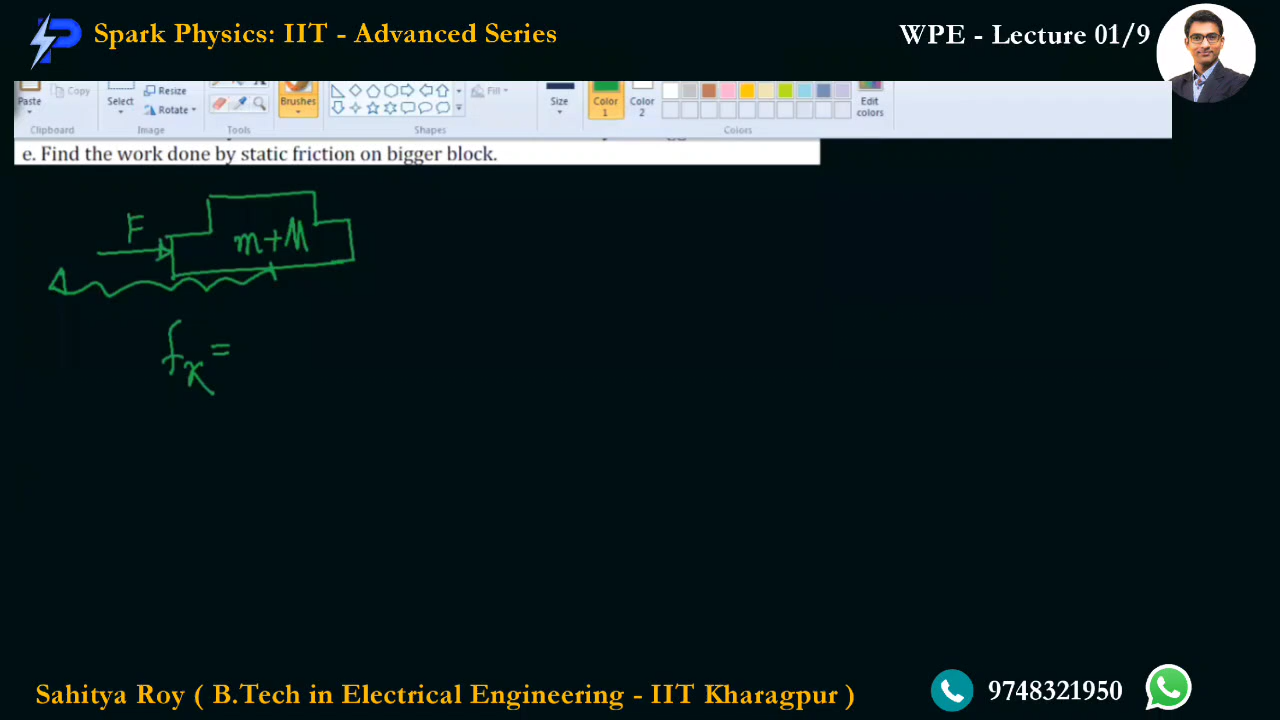 Spark Physics: IIT - Advanced Series
WPE - Lecture 01/9
Paste
Copy
Select
Resize
Rotate
Brushes
Size
Color
1
Color
2
Fill
Edit
colors
Clipboard
Image
Tools
Shapes
Colors
e. Find the work done by static friction on bigger block.
F
m+M
fk =
Sahitya Roy ( B.Tech in Electrical Engineering - IIT Kharagpur )
9748321950